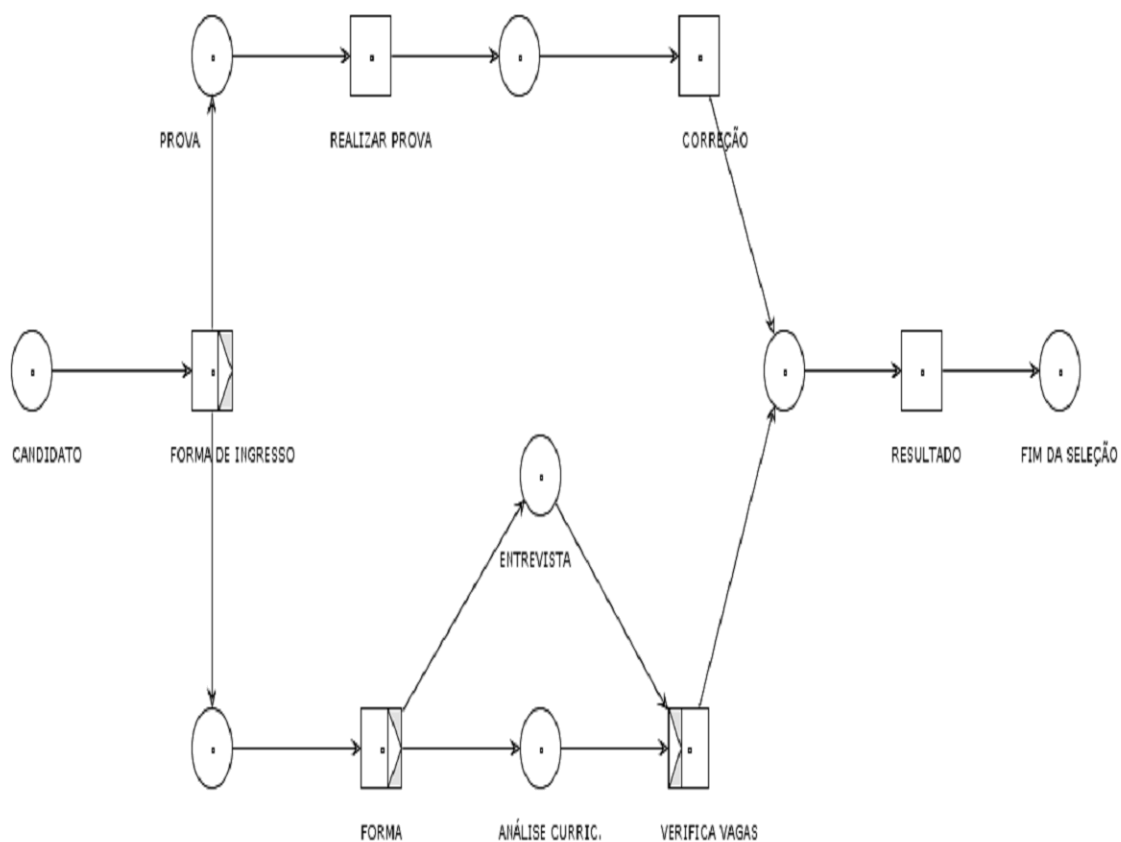 PROVA
REALIZAR PROVA
CORREÇÃO
CANDIDATO
FORMA DE INGRESSO
RESULTADO
FIM DA SELEÇÃO
ENTREVISTA
FORMA
ANÁLISE CURRIC.
VERIFICA VAGAS